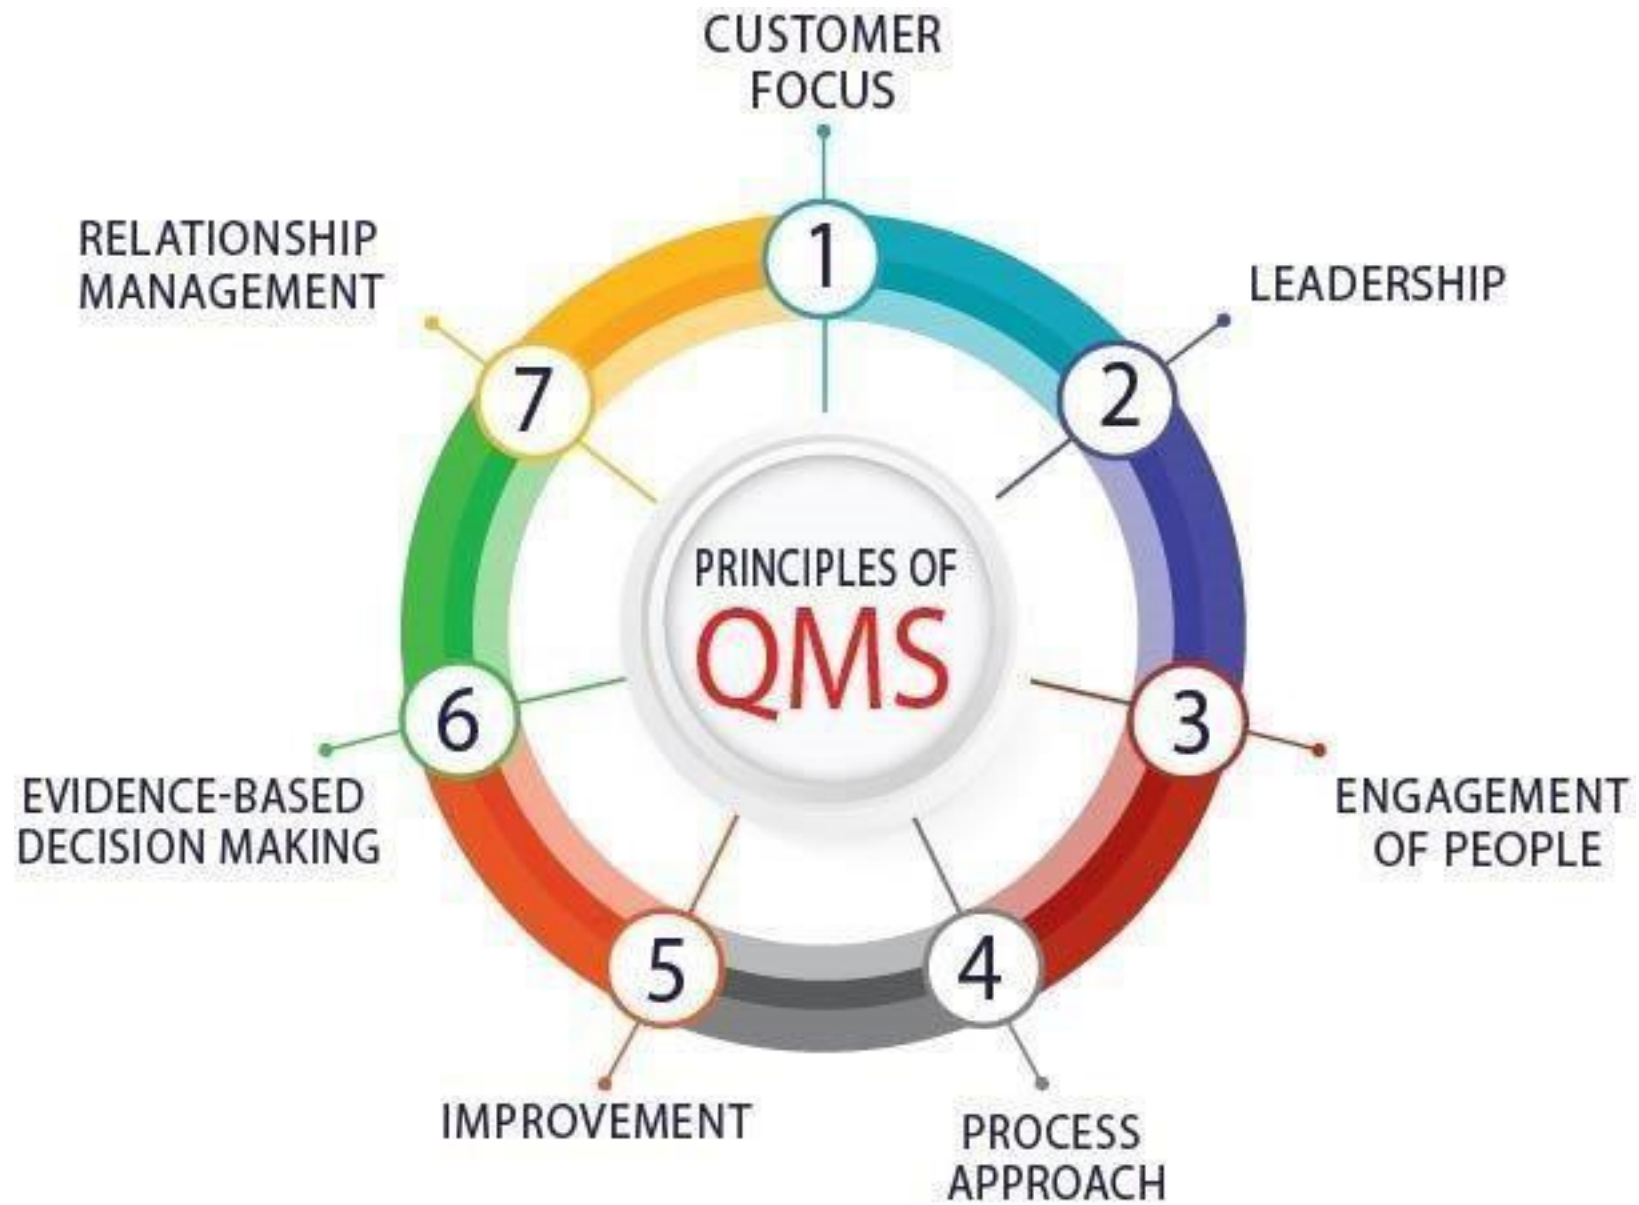 CUSTOMER
FOCUS
1
LEADERSHIP
2
ENGAGEMENT
OF PEOPLE
3
PROCESS
APPROACH
4
IMPROVEMENT
5
EVIDENCE-BASED
DECISION MAKING
6
RELATIONSHIP
MANAGEMENT
7
PRINCIPLES OF
QMS